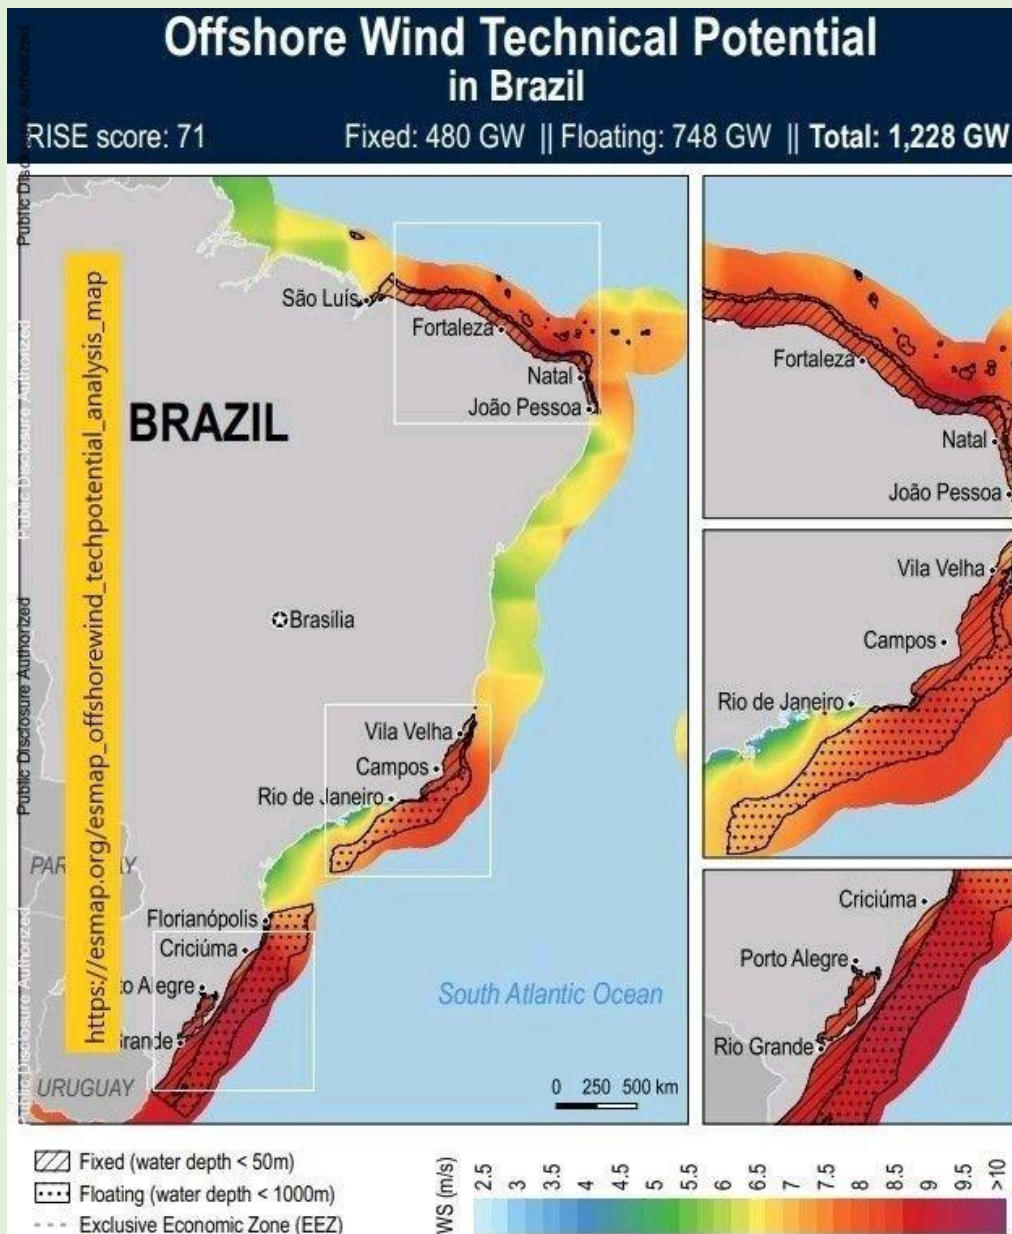 Offshore Wind Technical Potential
in Brazil
RISE score: 71
Fixed: 480 GW || Floating: 748 GW || Total: 1,228 GW
Public Disclosure Authorized
Public Disclosure Authorized
Public Disclosure Authorized
Public Disclosure Authorized
https://esmap.org/esmap_offshorewind_techpotential_analysis_map
São Luís
Fortaleza
Natal
João Pessoa
BRAZIL
Brasília
Vila Velha
Campos
Rio de Janeiro
Florianópolis
Criciúma
to Alegre
Grande
URUGUAY
South Atlantic Ocean
0 250 500 km
Fortaleza
Natal
João Pessoa
Vila Velha
Campos
Rio de Janeiro
Criciúma
Porto Alegre
Rio Grande
Fixed (water depth < 50m)
Floating (water depth < 1000m)
Exclusive Economic Zone (EEZ)
WS (m/s)
2.5 3 3.5 4 4.5 5 5.5 6 6.5 7 7.5 8 8.5 9 9.5 >10